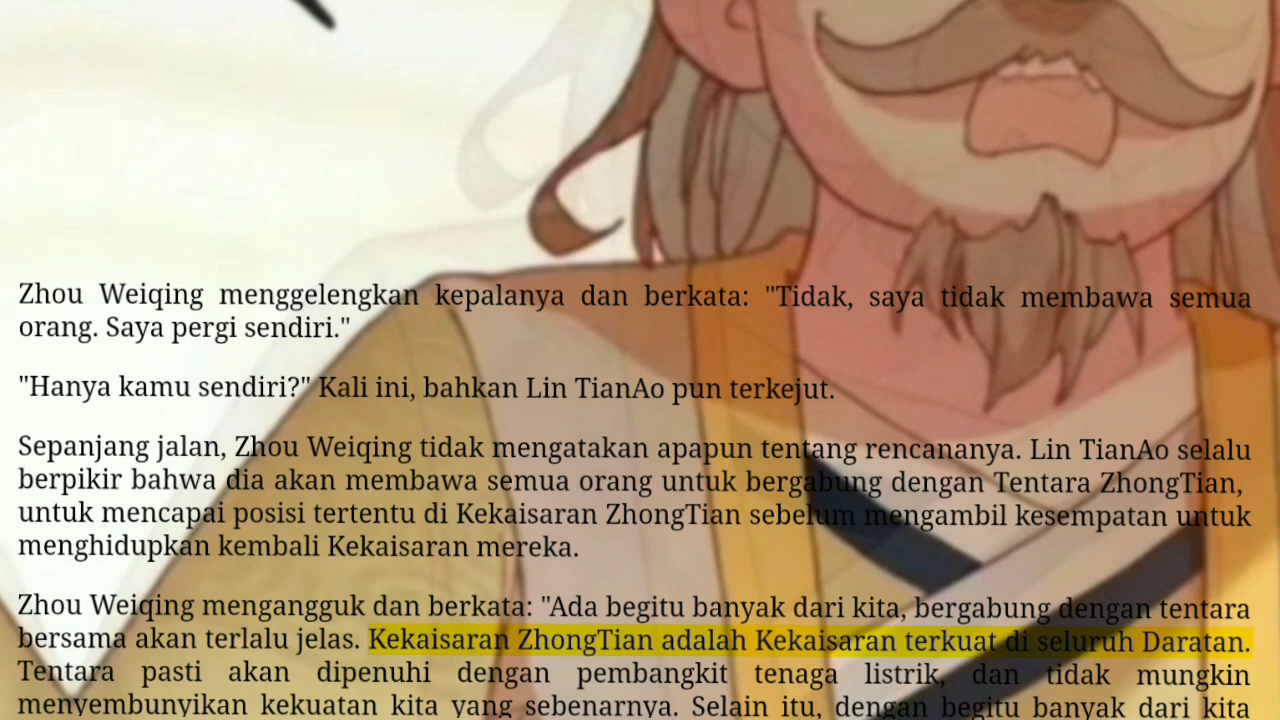 Zhou Weiqing menggelengkan kepalanya dan berkata: "Tidak, saya tidak membawa semua
orang. Saya pergi sendiri."
"Hanya kamu sendiri?" Kali ini, bahkan Lin TianAo pun terkejut.
Sepanjang jalan, Zhou Weiqing tidak mengatakan apapun tentang rencananya. Lin TianAo selalu
berpikir bahwa dia akan membawa semua orang untuk bergabung dengan Tentara ZhongTian,
untuk mencapai posisi tertentu di Kekaisaran ZhongTian sebelum mengambil kesempatan untuk
menghidupkan kembali Kekaisaran mereka.
Zhou Weiqing mengangguk dan berkata: "Ada begitu banyak dari kita, bergabung dengan tentara
bersama akan terlalu jelas. Kekaisaran ZhongTian adalah Kekaisaran terkuat di seluruh Daratan.
Tentara pasti akan dipenuhi dengan pembangkit tenaga listrik, dan tidak mungkin
menyembunyikan kekuatan kita yang sebenarnya. Selain itu, dengan begitu banyak dari kita